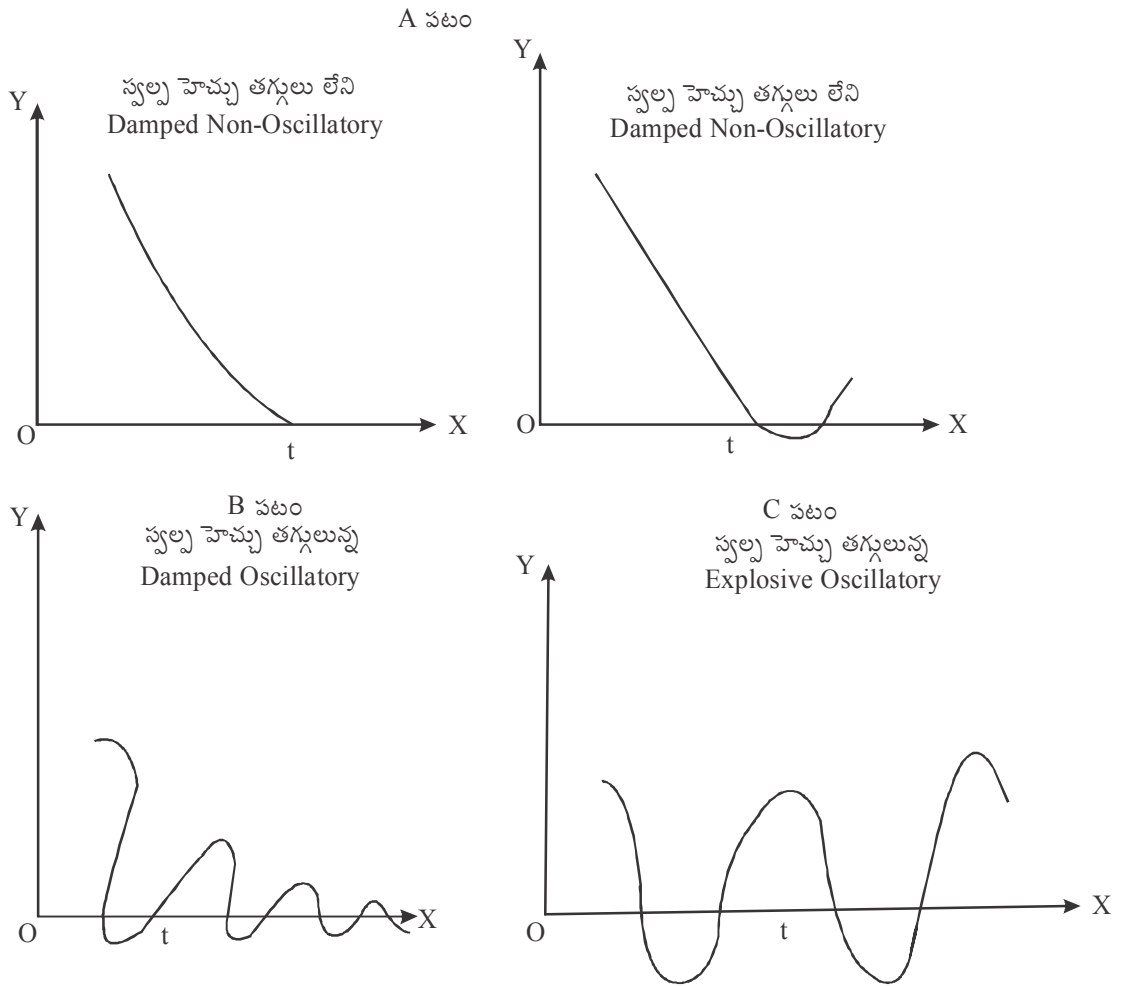 A పటం
Y
స్వల్ప హెచ్చు తగ్గులు లేని
Damped Non-Oscillatory
O
t
X
Y
స్వల్ప హెచ్చు తగ్గులు లేని
Damped Non-Oscillatory
O
t
X
B పటం
Y
స్వల్ప హెచ్చు తగ్గులున్న
Damped Oscillatory
O
t
X
C పటం
స్వల్ప హెచ్చు తగ్గులున్న
Y
Explosive Oscillatory
O
t
X